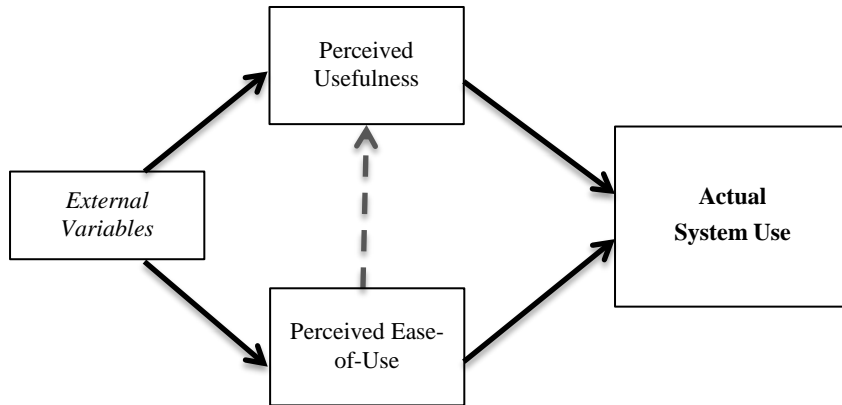 Perceived
Usefulness
External
Variables
Actual
System Use
Perceived Ease-
of-Use